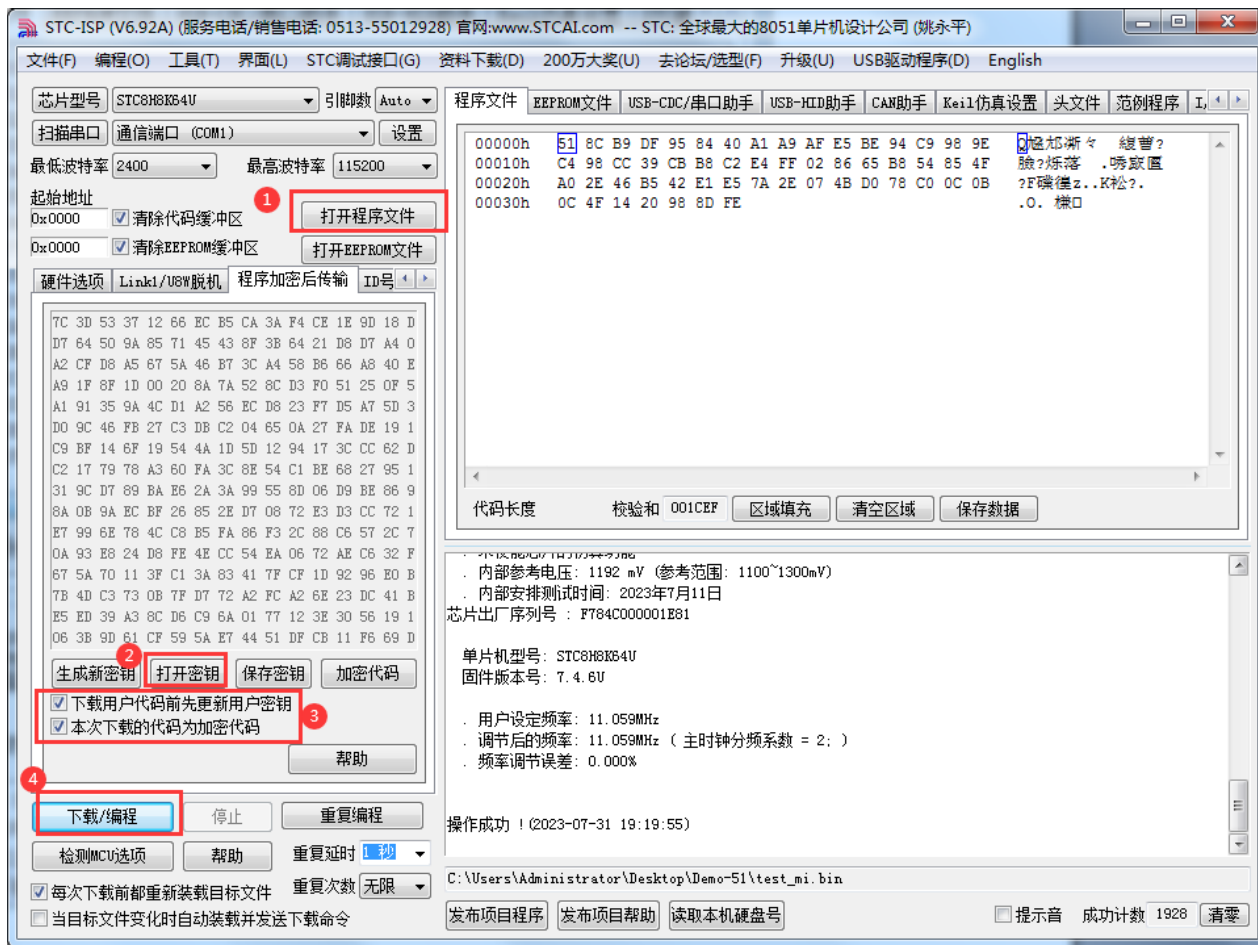 STC-ISP (V6.92A) (服务电话/销售电话: 0513-55012928) 官网:www.STCAI.com -- STC: 全球最大的8051单片机设计公司 (姚永平)
文件(F) 编程(O) 工具(T) 界面(L) STC调试接口(G) 资料下载(D) 200万大奖(U) 去论坛/选型(F) 升级(U) USB驱动程序(D) English
芯片型号 STC8H8K64U 引脚数 Auto
扫描串口 通信端口 (COM1) 设置
最低波特率 2400 最高波特率 115200
起始地址
0x0000 清除代码缓冲区 1 打开程序文件
0x0000 清除EEPROM缓冲区 打开EEPROM文件
硬件选项 Link1/U8W脱机 程序加密后传输 ID号
7C 3D 53 37 12 66 EC B5 CA 3A F4 CE 1E 9D 18 D
D7 64 50 9A 85 71 45 43 8F 3B 64 21 D8 D7 A4 0
A2 CF D8 A5 67 5A 46 B7 3C A4 58 B6 66 A8 40 E
A9 1F 8F 1D 00 20 8A 7A 52 8C D3 F0 51 25 0F 5
A1 91 35 9A 4C D1 A2 56 EC D8 23 F7 D5 A7 5D 3
D0 9C 46 FB 27 C3 DB C2 04 65 0A 27 FA DE 19 1
C9 BF 14 6F 19 54 4A 1D 5D 12 94 17 3C CC 62 D
C2 17 79 78 A3 60 FA 3C 8E 54 C1 BE 68 27 95 1
31 9C D7 89 BA E6 2A 3A 99 55 8D 06 D9 BE 86 9
8A 0B 9A EC BF 26 85 2E D7 08 72 E3 D3 CC 72 1
E7 99 6E 78 4C C8 B5 FA 86 F3 2C 88 C6 57 2C 7
0A 93 E8 24 D8 FE 4E CC 54 EA 06 72 AE C6 32 F
67 5A 70 11 3F C1 3A 83 41 7F CF 1D 92 96 E0 B
7B 4D C3 73 0B 7F D7 72 A2 FC A2 6E 23 DC 41 B
E5 ED 39 A3 8C D6 C9 6A 01 77 12 3E 30 56 19 1
06 3B 9D 61 CF 59 5A E7 44 51 DF CB 11 F6 69 D
2
生成新密钥 打开密钥 保存密钥 加密代码
下载用户代码前先更新用户密钥
本次下载的代码为加密代码 3
帮助
4
下载/编程 停止 重复编程
检测MCU选项 帮助 重复延时 1 秒
每次下载前都重新装载目标文件 重复次数 无限
当目标文件变化时自动装载并发送下载命令
程序文件 EEPROM文件 USB-CDC/串口助手 USB-HID助手 CAN助手 Keil仿真设置 头文件 范例程序 I,
00000h 51 8C B9 DF 95 84 40 A1 A9 AF E5 BE 94 C9 98 9E
00010h C4 98 CC 39 CB B8 C2 E4 FF 02 86 65 B8 54 85 4F
00020h A0 2E 46 B5 42 E1 E5 7A 2E 07 4B D0 78 C0 0C 0B
00030h 0C 4F 14 20 98 8D FE
代码长度 校验和 001CEF 区域填充 清空区域 保存数据
. 内部参考电压: 1192 mV (参考范围: 1100~1300mV)
. 内部安排测试时间: 2023年7月11日
芯片出厂序列号 : F784C000001E81
单片机型号: STC8H8K64U
固件版本号: 7.4.6U
. 用户设定频率: 11.059MHz
. 调节后的频率: 11.059MHz ( 主时钟分频系数 = 2; )
. 频率调节误差: 0.000%
操作成功 !(2023-07-31 19:19:55)
C:\Users\Administrator\Desktop\Demo-51\test_mi.bin
发布项目程序 发布项目帮助 读取本机硬盘号 提示音 成功计数 1928 清零